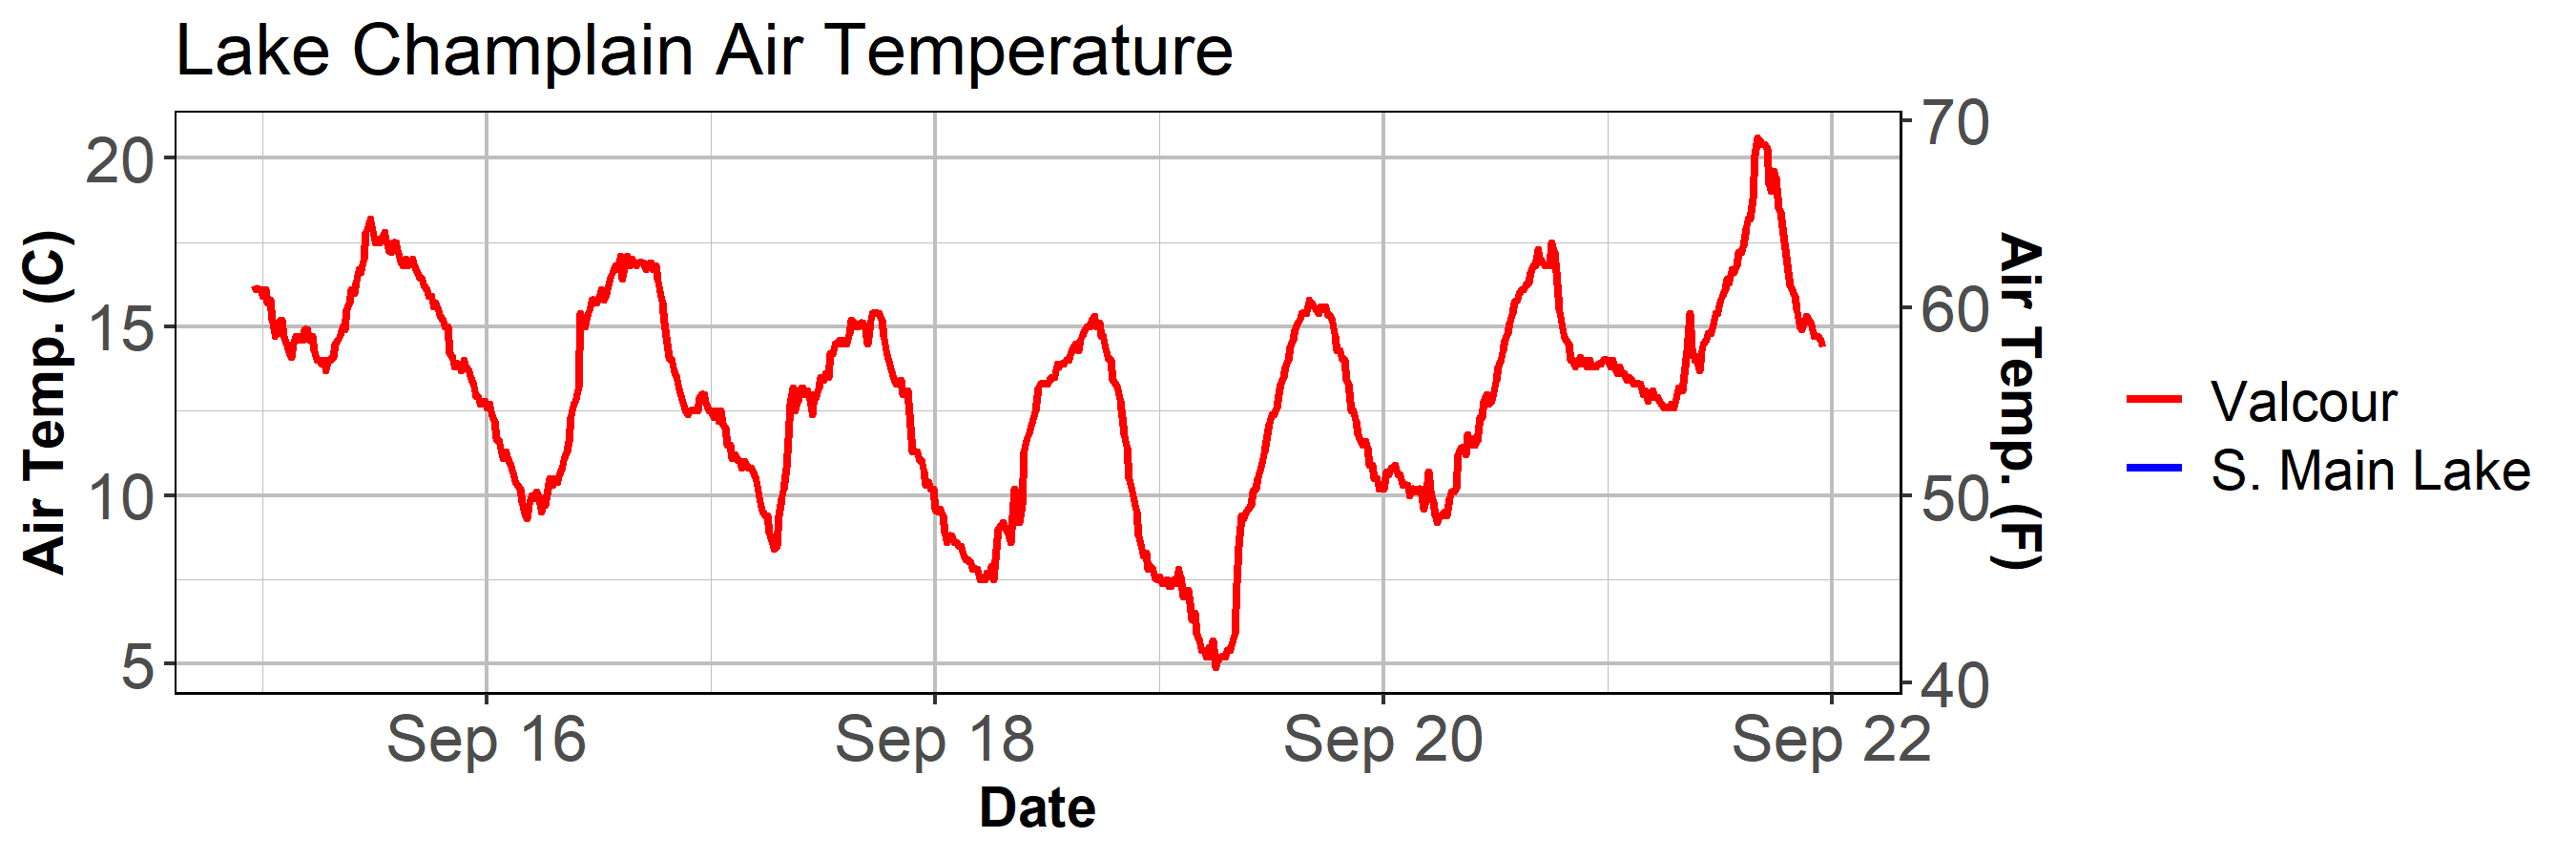 Lake Champlain Air Temperature
Air Temp. (C)
20
15
10
5
70
60
50
40
Air Temp. (F)
Sep 16
Sep 18
Sep 20
Sep 22
Date
Valcour
S. Main Lake